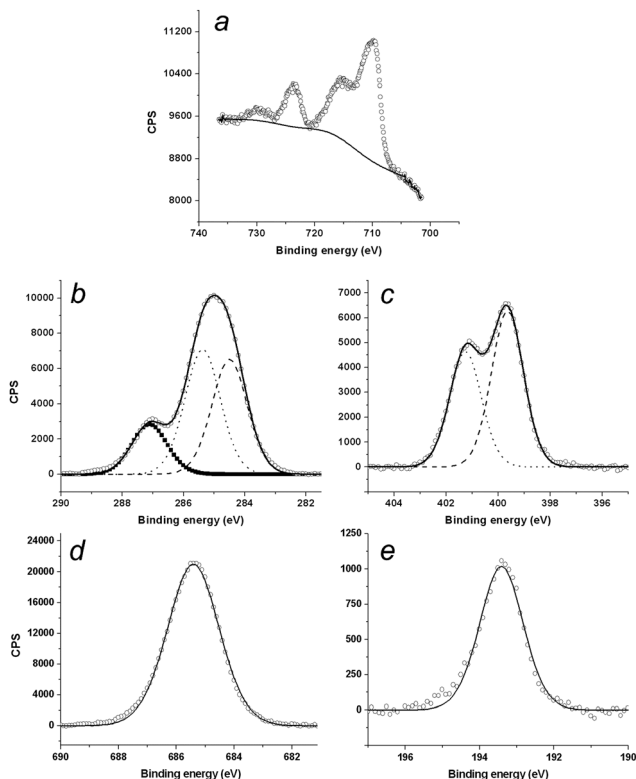 a
11200
10400
9600
8800
8000
CPS
740 730 720 710 700
Binding energy (eV)
b
10000
8000
6000
4000
2000
0
CPS
290 288 286 284 282
Binding energy (eV)
c
7000
6000
5000
4000
3000
2000
1000
0
404 402 400 398 396
Binding energy (eV)
d
24000
20000
16000
12000
8000
4000
0
CPS
690 688 686 684 682
Binding energy (eV)
e
1250
1000
750
500
250
0
196 194 192 190
Binding energy (eV)